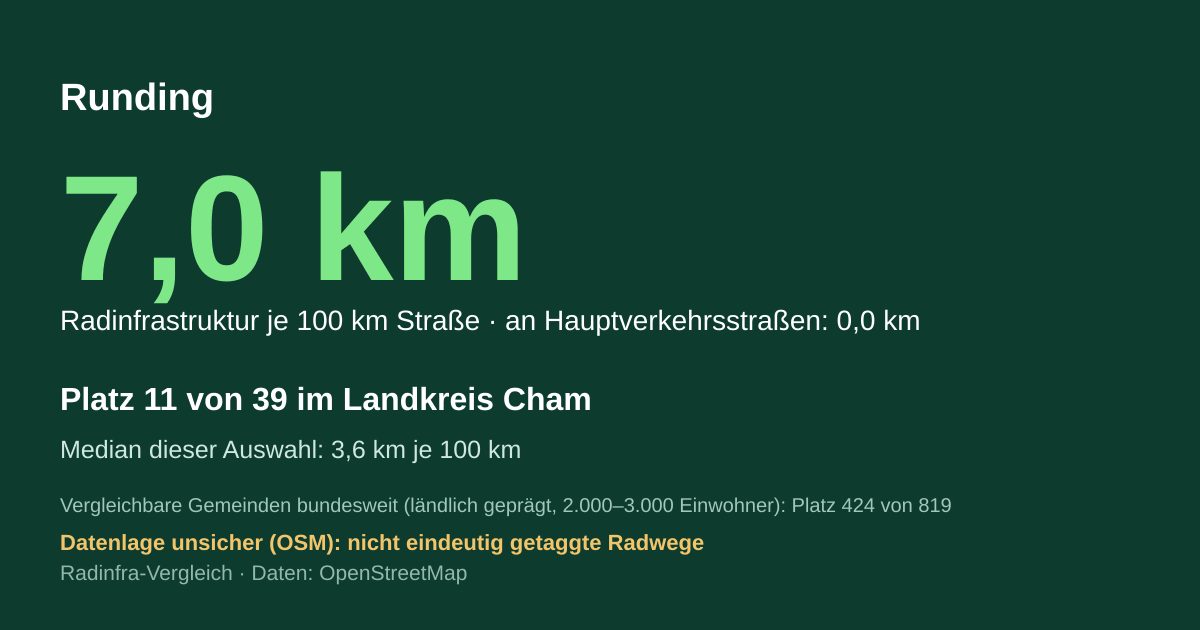 Runding
7,0 km
Radinfrastruktur je 100 km Straße · an Hauptverkehrsstraßen: 0,0 km
Platz 11 von 39 im Landkreis Cham
Median dieser Auswahl: 3,6 km je 100 km
Vergleichbare Gemeinden bundesweit (ländlich geprägt, 2.000–3.000 Einwohner): Platz 424 von 819
Datenlage unsicher (OSM): nicht eindeutig getaggte Radwege
Radinfra-Vergleich · Daten: OpenStreetMap